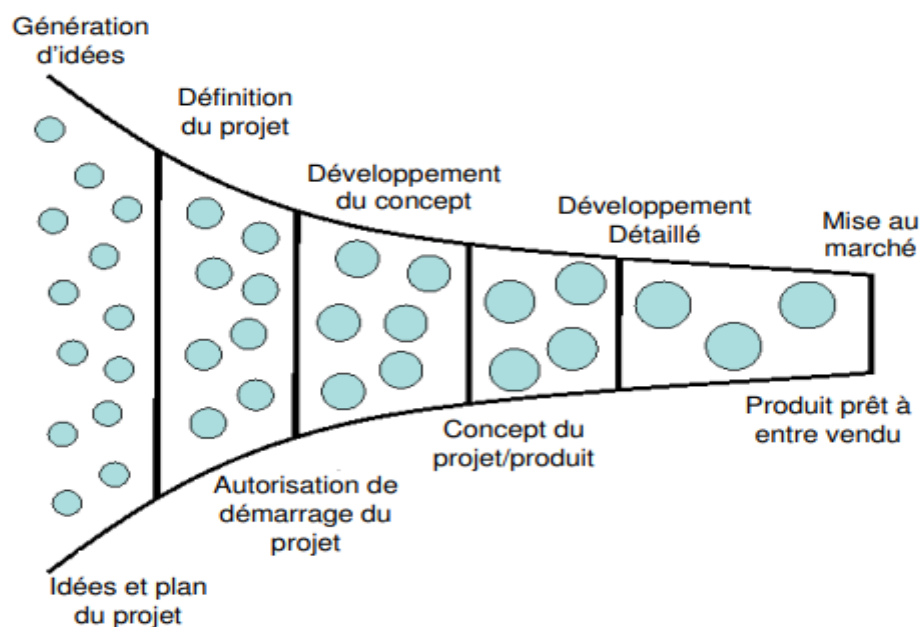 Génération
d'idées
Définition
du projet
Développement
du concept
Développement
Détaillé
Mise au
marché
Produit prêt à
entre vendu
Concept du
projet/produit
Autorisation de
démarrage du
projet
Idées et plan
du projet